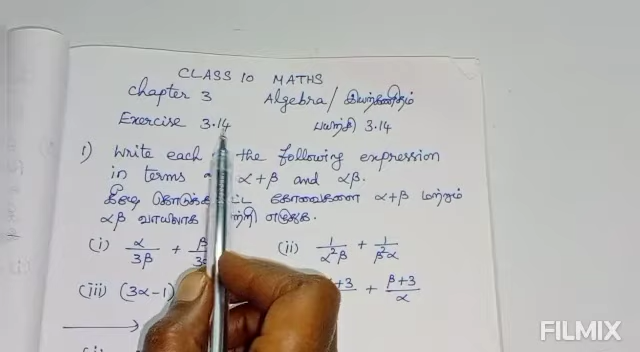 CLASS 10 MATHS
Chapter 3 Algebra / இயற்கணிதம்
Exercise 3.14 பயிற்சி 3.14
1) Write each the following expression
in terms α+β and αβ.
கீழே கோவைகளை α+β மற்றும்
αβ வாயிலாக எழுதுக.
(i) α/3β + (ii) 1/α²β + 1/β²α
(iii) (3α-1) +3 + β+3/α
FILMIX